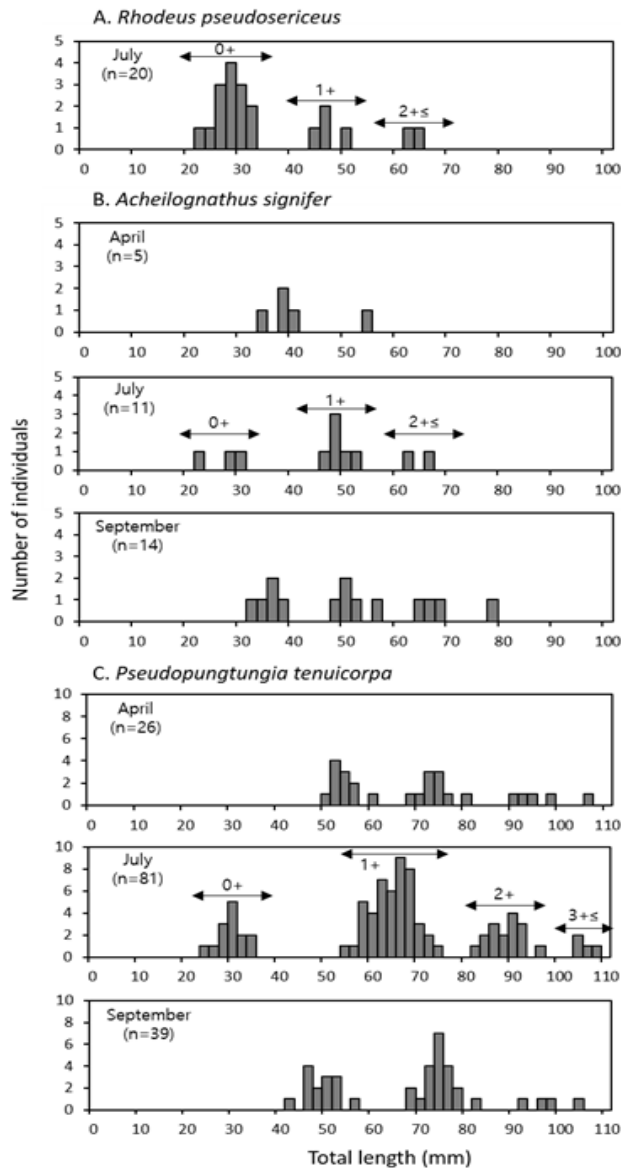 A. Rhodeus pseudosericeus
5
4
3
2
1
0
July
(n=20)
0+
1+
2+≤
0 10 20 30 40 50 60 70 80 90 100
B. Acheilognathus signifer
5
4
3
2
1
0
April
(n=5)
0 10 20 30 40 50 60 70 80 90 100
5
4
3
2
1
0
July
(n=11)
0+
1+
2+≤
0 10 20 30 40 50 60 70 80 90 100
5
4
3
2
1
0
September
(n=14)
0 10 20 30 40 50 60 70 80 90 100
Number of individuals
C. Pseudopungtungia tenuicorpa
10
8
6
4
2
0
April
(n=26)
0 10 20 30 40 50 60 70 80 90 100 110
10
8
6
4
2
0
July
(n=81)
0+
1+
2+
3+≤
0 10 20 30 40 50 60 70 80 90 100 110
10
8
6
4
2
0
September
(n=39)
0 10 20 30 40 50 60 70 80 90 100 110
Total length (mm)